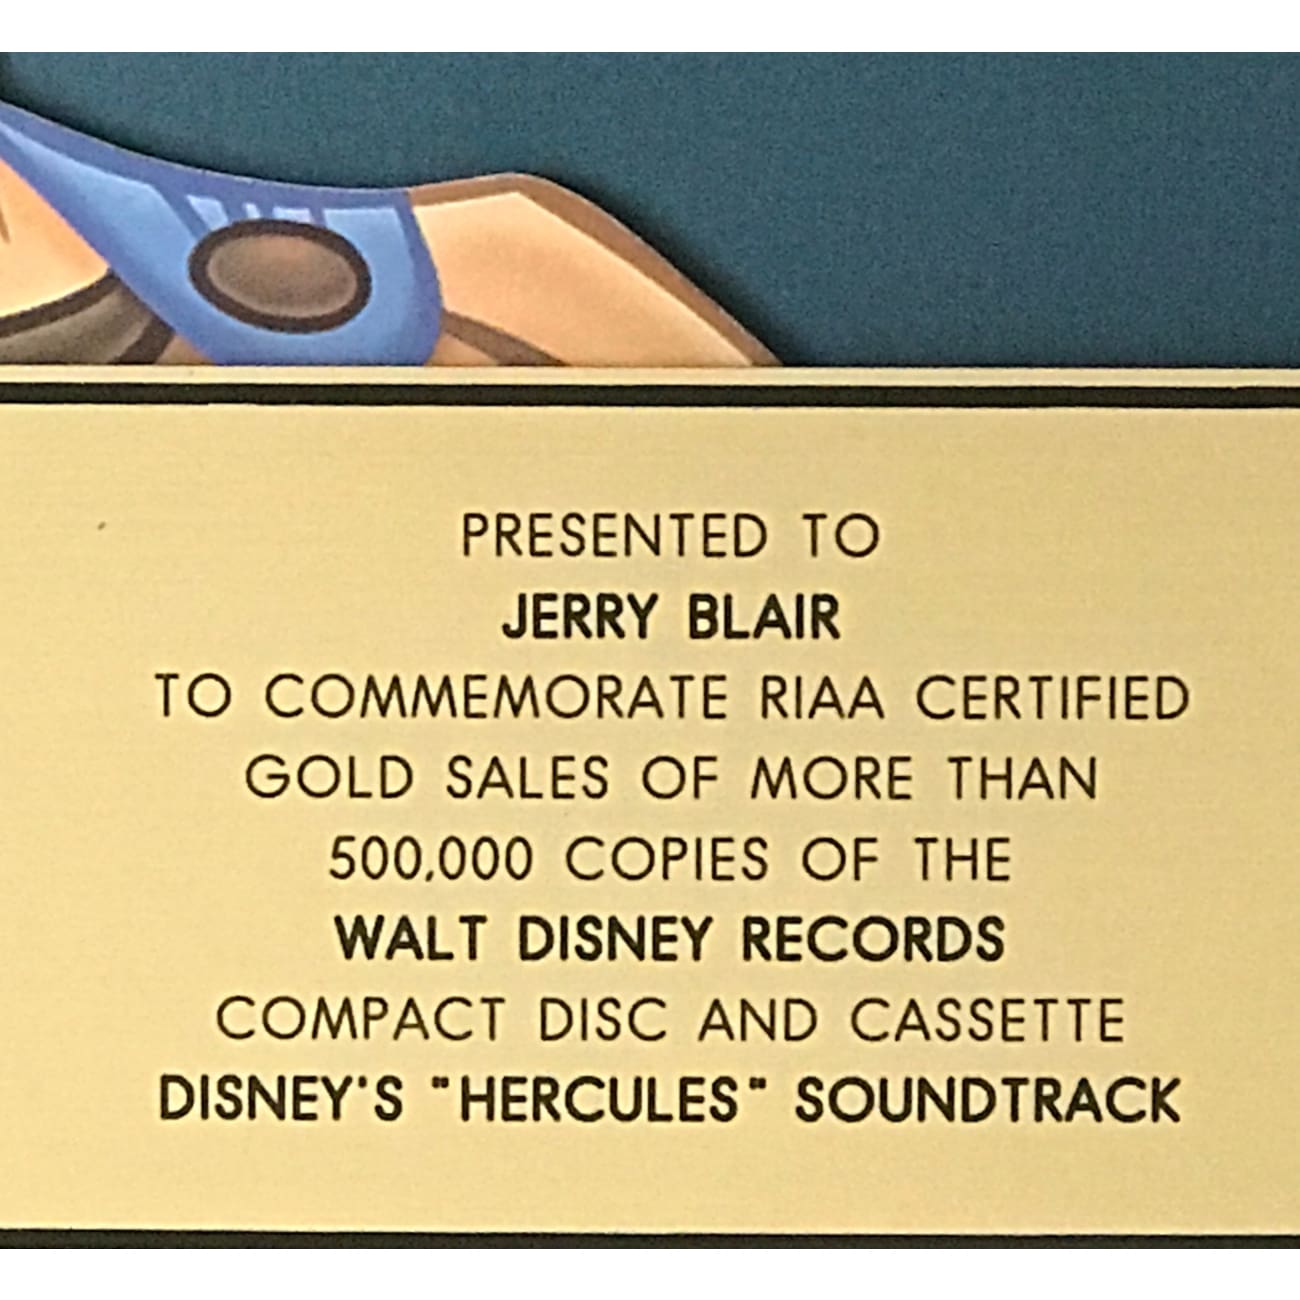 PRESENTED TO
JERRY BLAIR
TO COMMEMORATE RIAA CERTIFIED
GOLD SALES OF MORE THAN
500,000 COPIES OF THE
WALT DISNEY RECORDS
COMPACT DISC AND CASSETTE
DISNEY'S "HERCULES" SOUNDTRACK